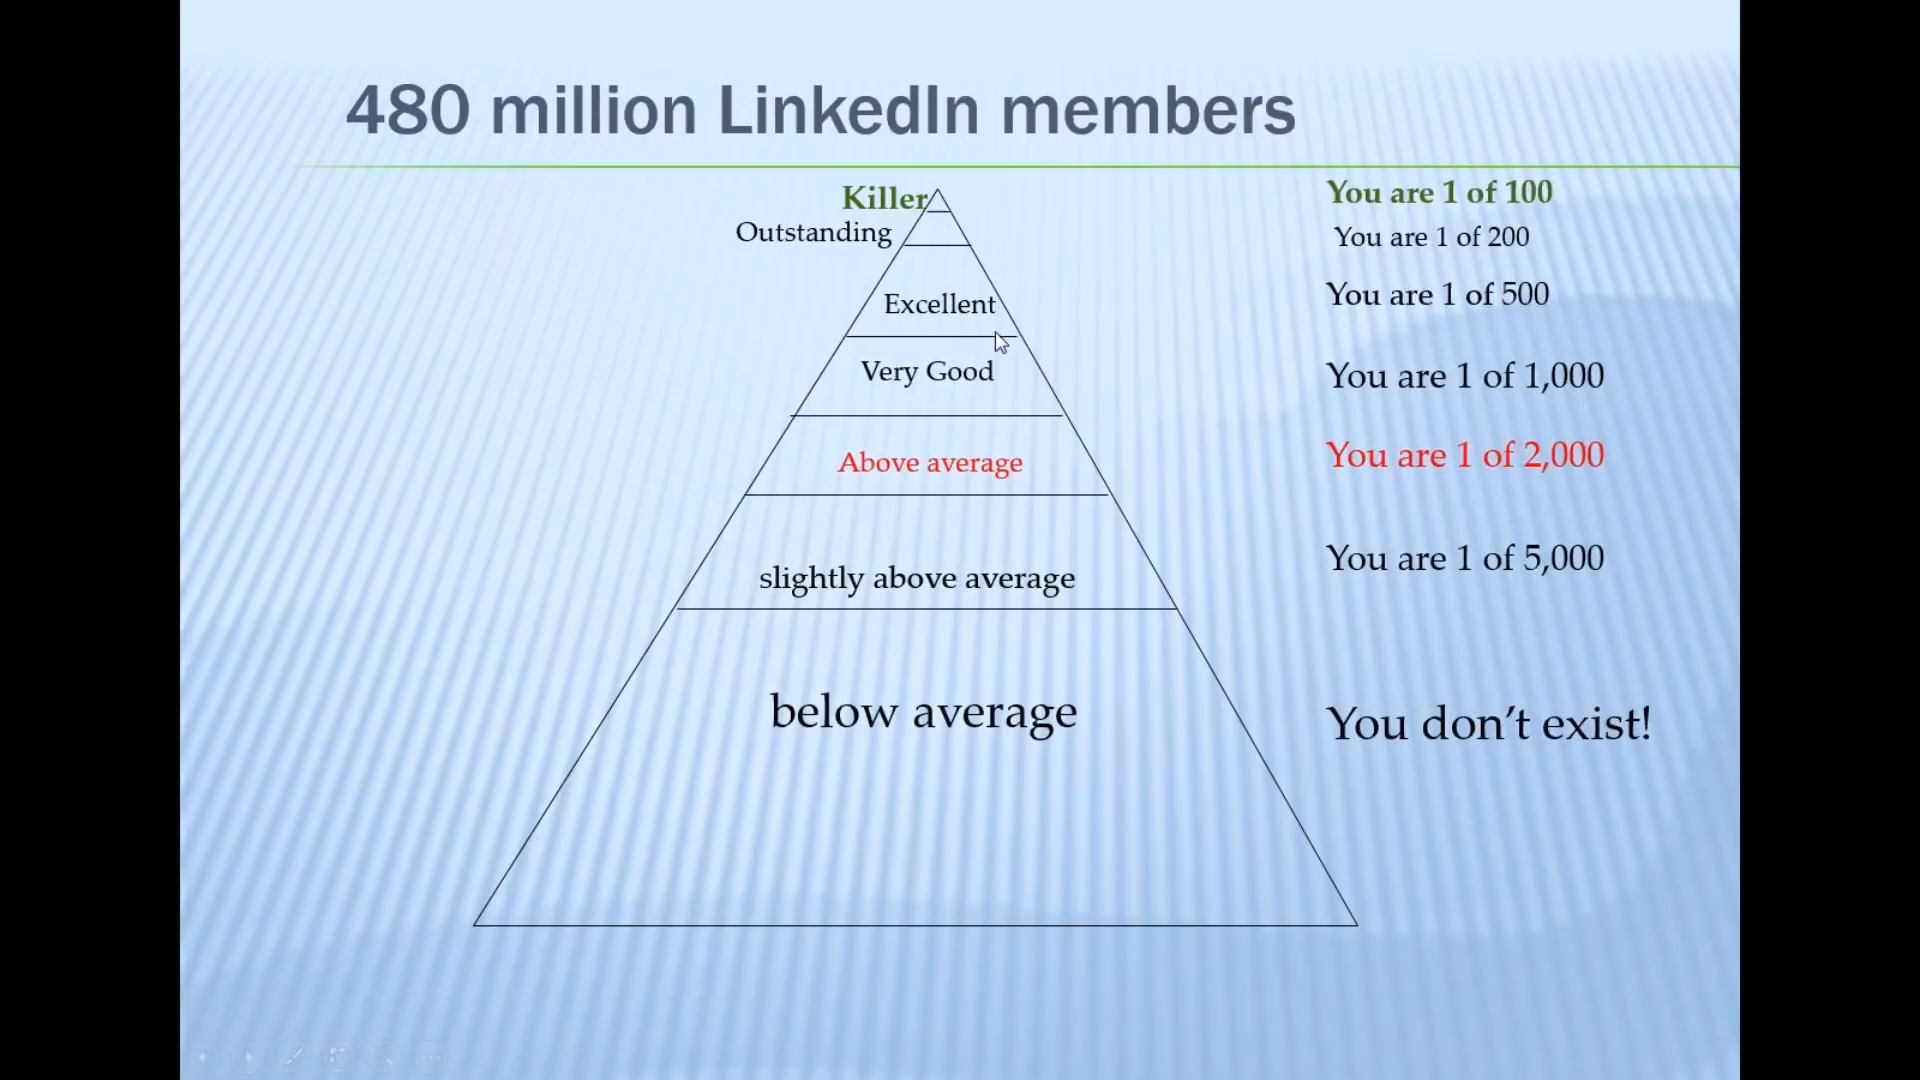 480 million LinkedIn members
Killer
You are 1 of 100
Outstanding
You are 1 of 200
Excellent
You are 1 of 500
Very Good
You are 1 of 1,000
Above average
You are 1 of 2,000
slightly above average
You are 1 of 5,000
below average
You don’t exist!